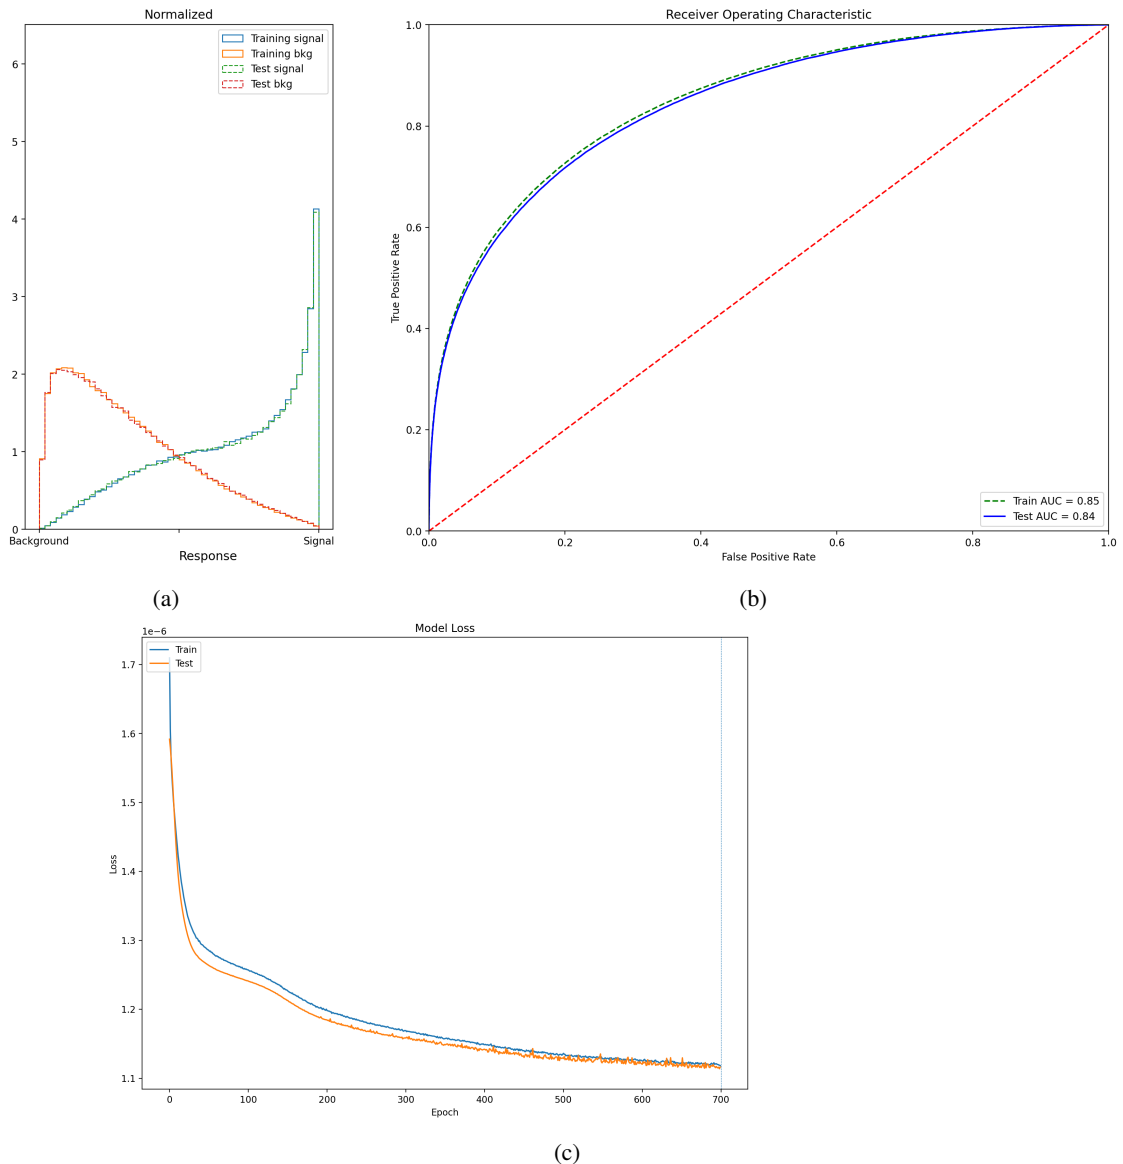 Normalized
6
5
4
3
2
1
0
Training signal
Training bkg
Test signal
Test bkg
Background
Signal
Response
(a)
Receiver Operating Characteristic
True Positive Rate
1.0
0.8
0.6
0.4
0.2
0.0
Train AUC = 0.85
Test AUC = 0.84
0.0 0.2 0.4 0.6 0.8 1.0
False Positive Rate
(b)
Model Loss
1e−6
Train
Test
Loss
1.7
1.6
1.5
1.4
1.3
1.2
1.1
0 100 200 300 400 500 600 700
Epoch
(c)